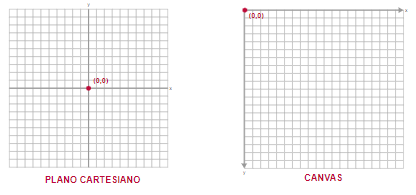 Y
(0,0)
X
PLANO CARTESIANO
(0,0)
X
Y
CANVAS